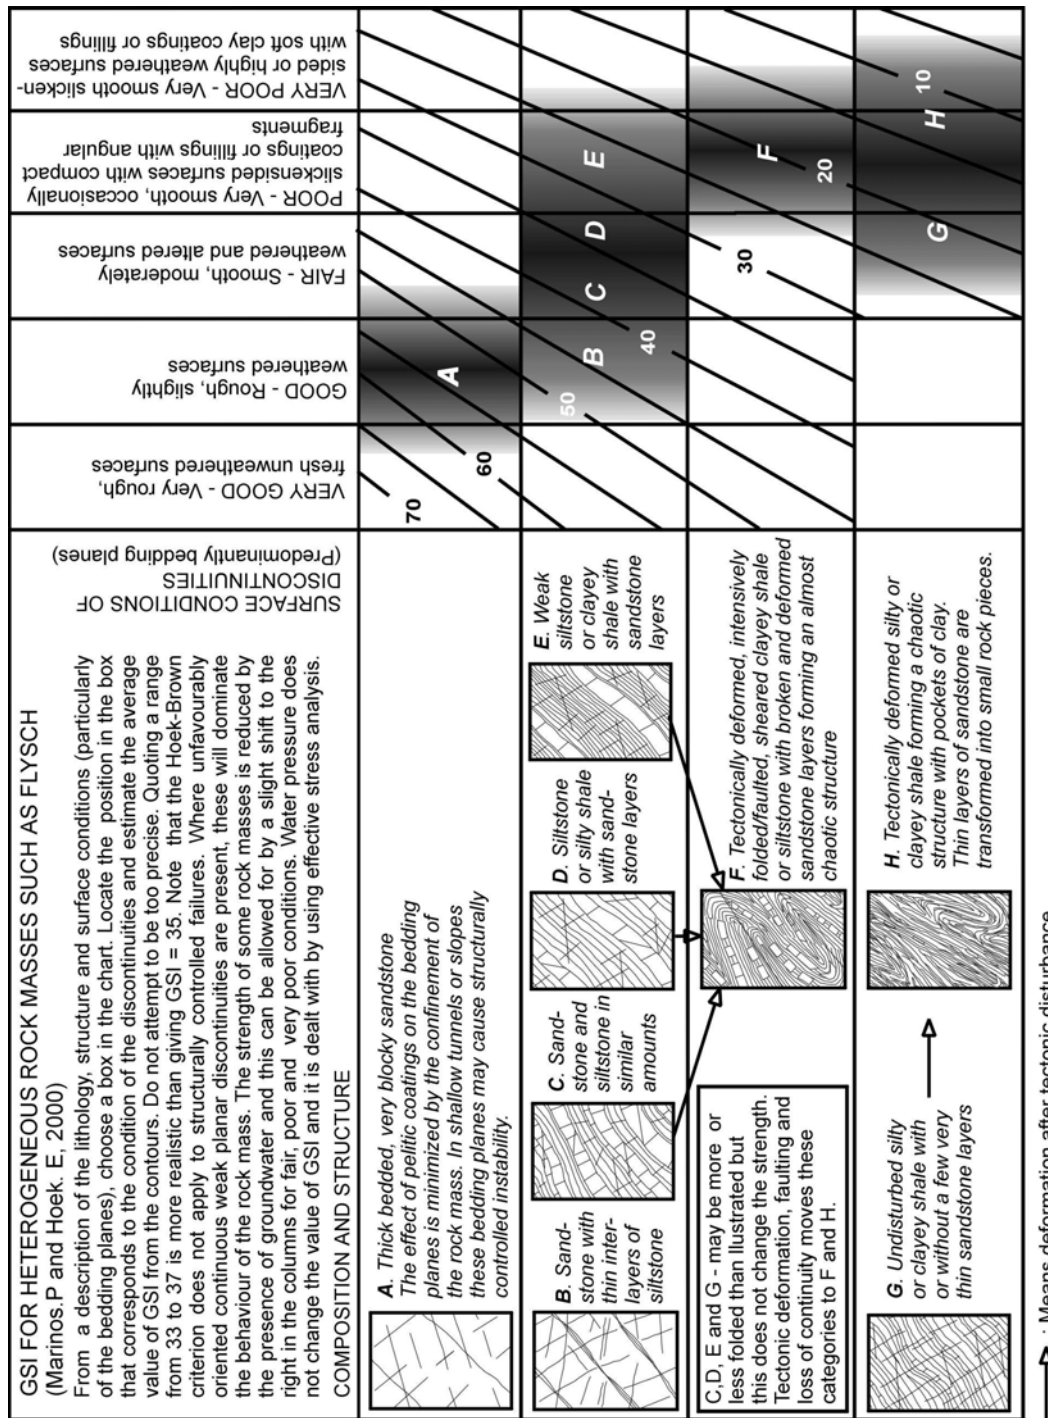 GSI FOR HETEROGENEOUS ROCK MASSES SUCH AS FLYSCH
(Marinos.P and Hoek. E, 2000)
From a description of the lithology, structure and surface conditions (particularly
of the bedding planes), choose a box in the chart. Locate the position in the box
that corresponds to the condition of the discontinuities and estimate the average
value of GSI from the contours. Do not attempt to be too precise. Quoting a range
from 33 to 37 is more realistic than giving GSI = 35. Note that the Hoek-Brown
criterion does not apply to structurally controlled failures. Where unfavourably
oriented continuous weak planar discontinuities are present, these will dominate
the behaviour of the rock mass. The strength of some rock masses is reduced by
the presence of groundwater and this can be allowed for by a slight shift to the
right in the columns for fair, poor and very poor conditions. Water pressure does
not change the value of GSI and it is dealt with by using effective stress analysis.
COMPOSITION AND STRUCTURE
SURFACE CONDITIONS OF
DISCONTINUITIES
(Predominantly bedding planes)
VERY GOOD - Very rough,
fresh unweathered surfaces
GOOD - Rough, slightly
weathered surfaces
FAIR - Smooth, moderately
weathered and altered surfaces
POOR - Very smooth, occasionally
slickensided surfaces with compact
coatings or fillings with angular
fragments
VERY POOR - Very smooth slicken-
sided or highly weathered surfaces
with soft clay coatings or fillings
A. Thick bedded, very blocky sandstone
The effect of pelitic coatings on the bedding
planes is minimized by the confinement of
the rock mass. In shallow tunnels or slopes
these bedding planes may cause structurally
controlled instability.
70
60
A
B. Sand-
stone with
thin inter-
layers of
siltstone
C. Sand-
stone and
siltstone in
similar
amounts
D. Siltstone
or silty shale
with sand-
stone layers
E. Weak
siltstone
or clayey
shale with
sandstone
layers
50
B
40
C
D
E
C,D, E and G - may be more or
less folded than illustrated but
this does not change the strength.
Tectonic deformation, faulting and
loss of continuity moves these
categories to F and H.
F. Tectonically deformed, intensively
folded/faulted, sheared clayey shale
or siltstone with broken and deformed
sandstone layers forming an almost
chaotic structure
30
F
20
G. Undisturbed silty
or clayey shale with
or without a few very
thin sandstone layers
H. Tectonically deformed silty or
clayey shale forming a chaotic
structure with pockets of clay.
Thin layers of sandstone are
transformed into small rock pieces.
G
H
10
: Means deformation after tectonic disturbance